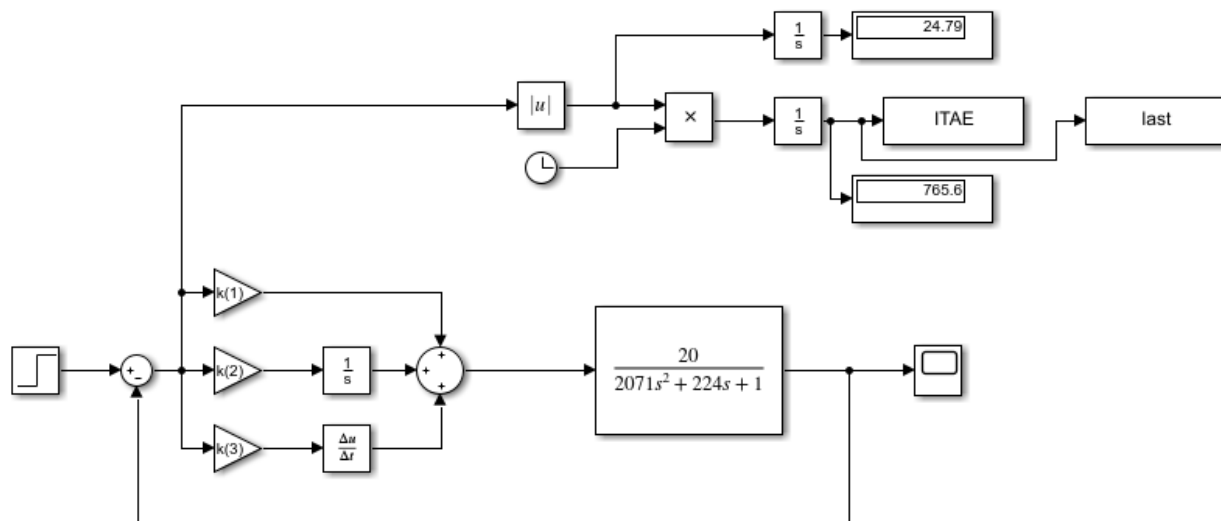 1
s
24.79
|u|
×
1
s
ITAE
last
765.6
k(1)
+
+ −
k(2)
1
s
+
+
20
2071s² + 224s + 1
k(3)
Δu
Δt